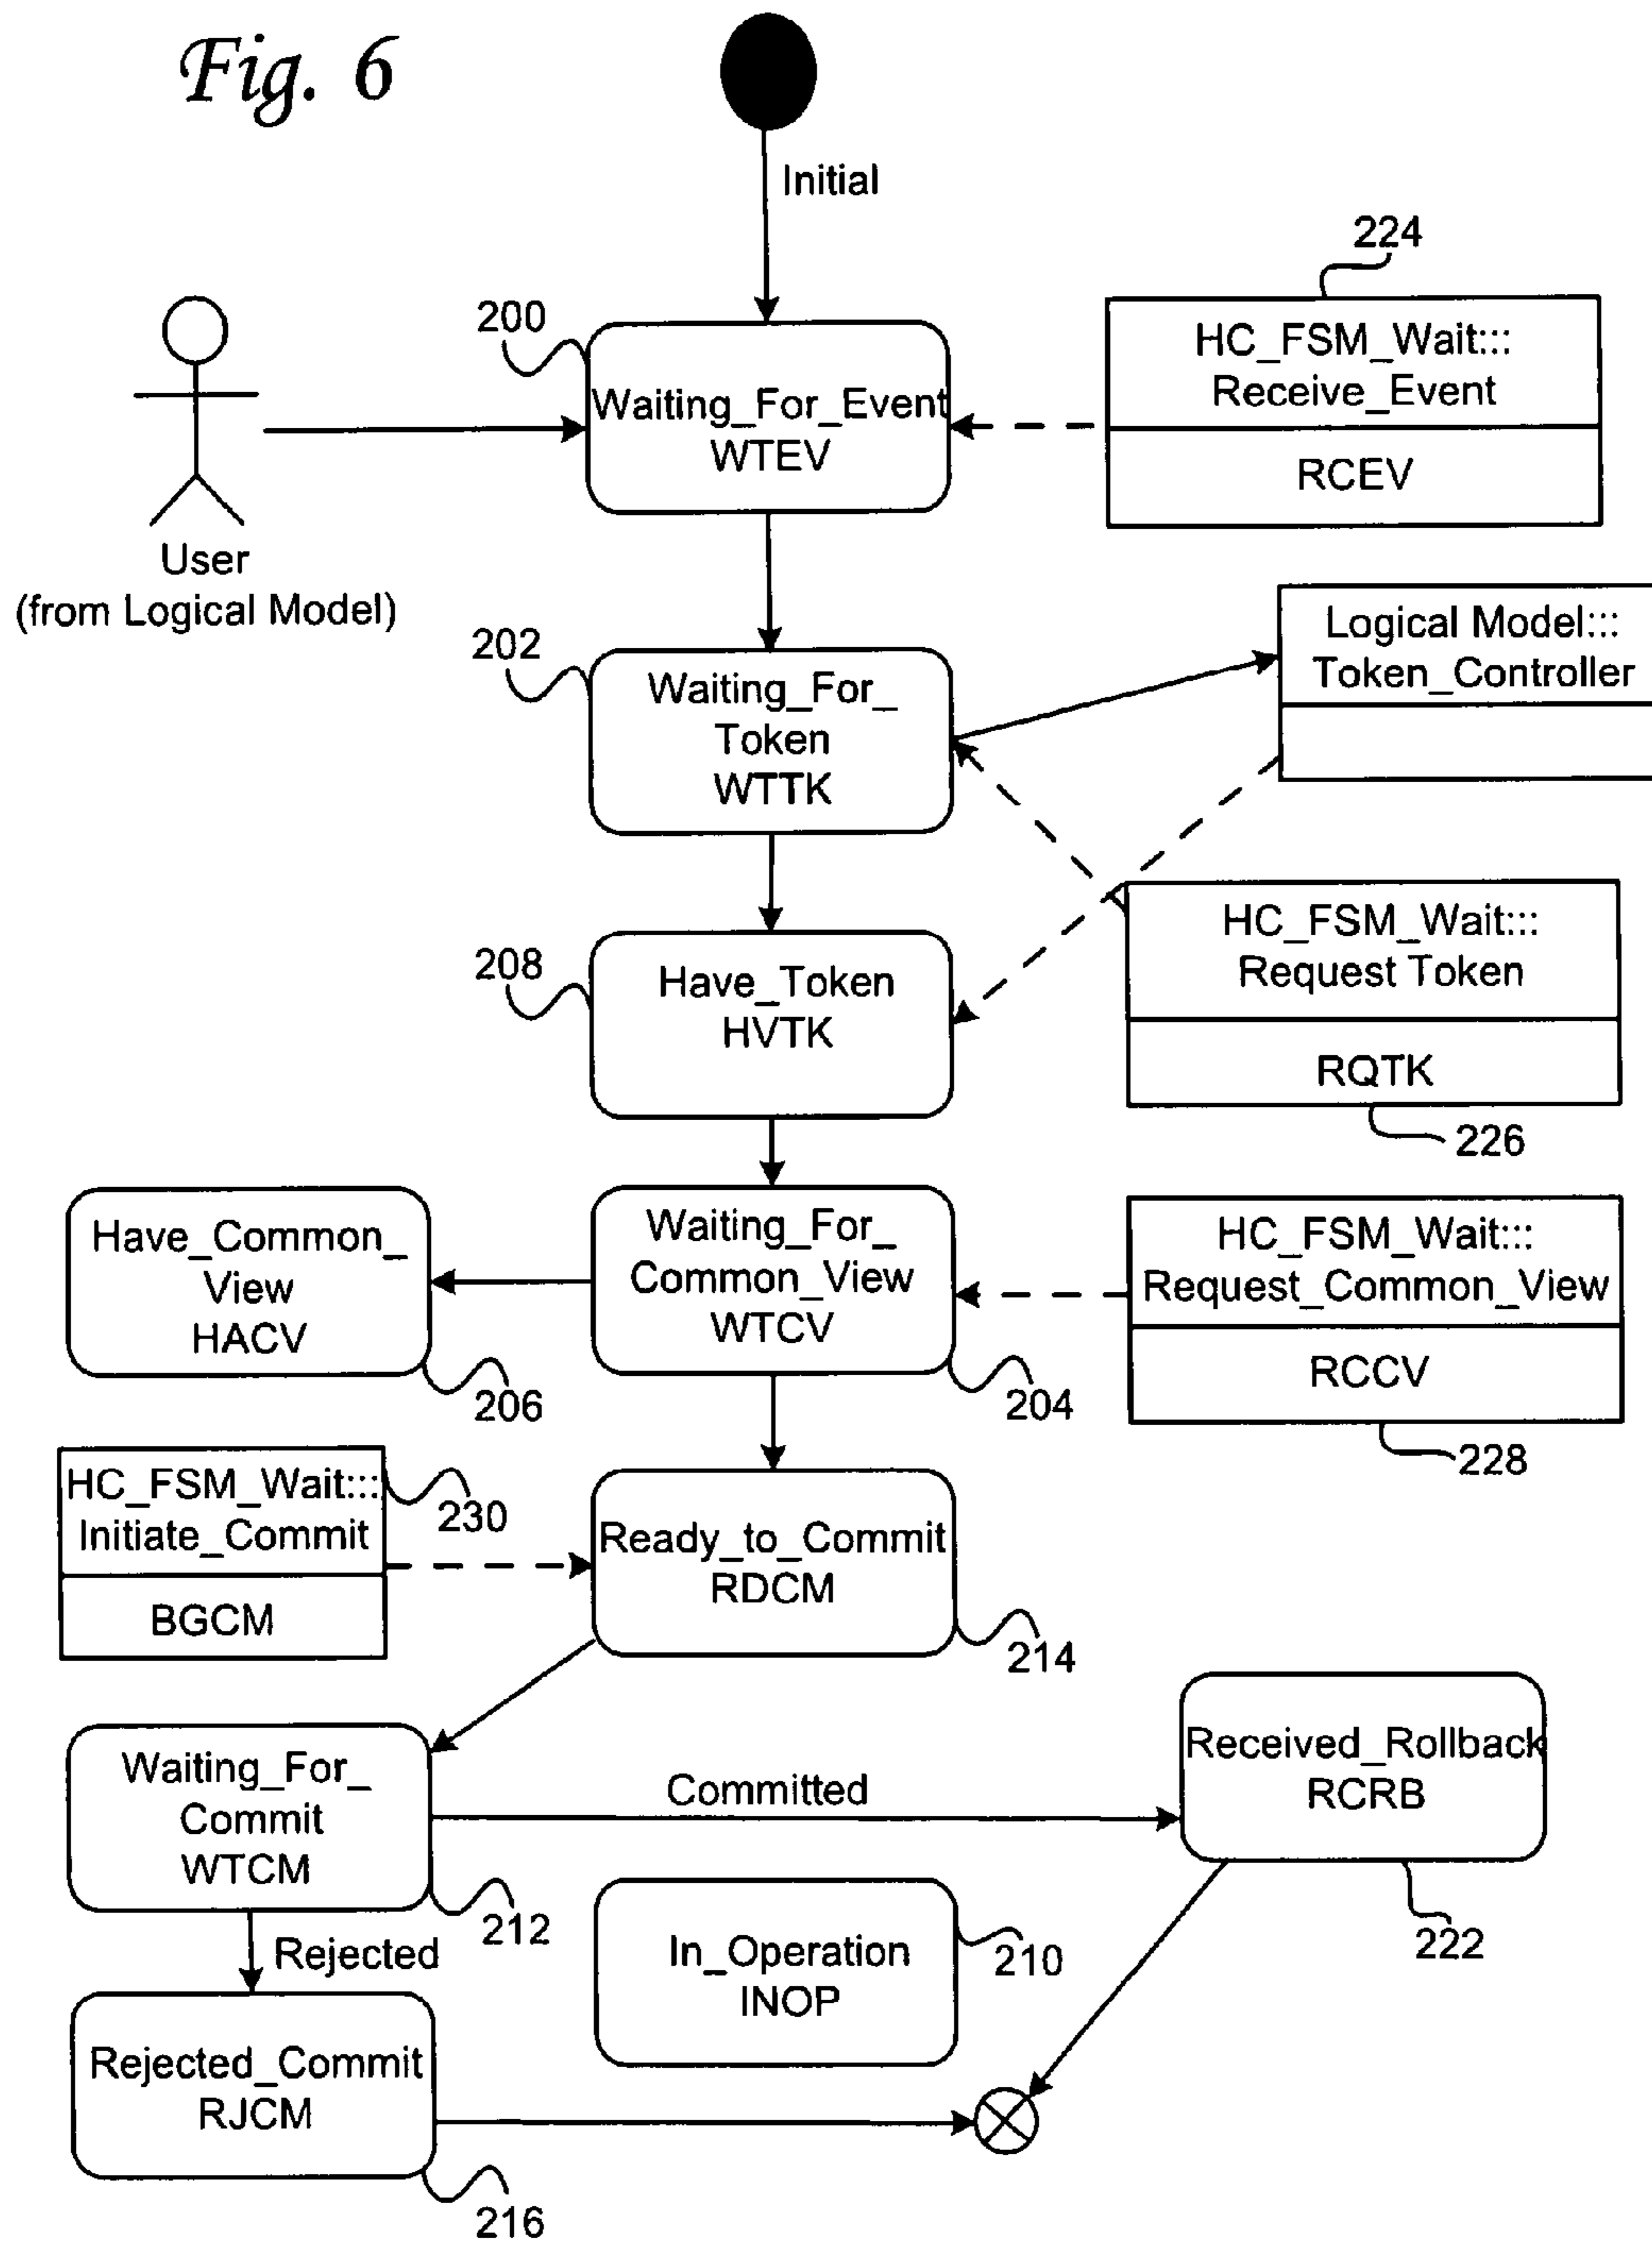 Fig. 6
Initial
224
200
HC_FSM_Wait:::
Receive_Event
RCEV
Waiting_For_Event
WTEV
User
(from Logical Model)
202
Waiting_For_
Token
WTTK
Logical Model:::
Token_Controller
208
Have_Token
HVTK
HC_FSM_Wait:::
Request Token
RQTK
226
Have_Common_
View
HACV
206
Waiting_For_
Common_View
WTCV
204
HC_FSM_Wait:::
Request_Common_View
RCCV
228
HC_FSM_Wait:::
Initiate_Commit
BGCM
230
Ready_to_Commit
RDCM
214
Waiting_For_
Commit
WTCM
212
Committed
Received_Rollback
RCRB
222
Rejected
In_Operation
INOP
210
Rejected_Commit
RJCM
216